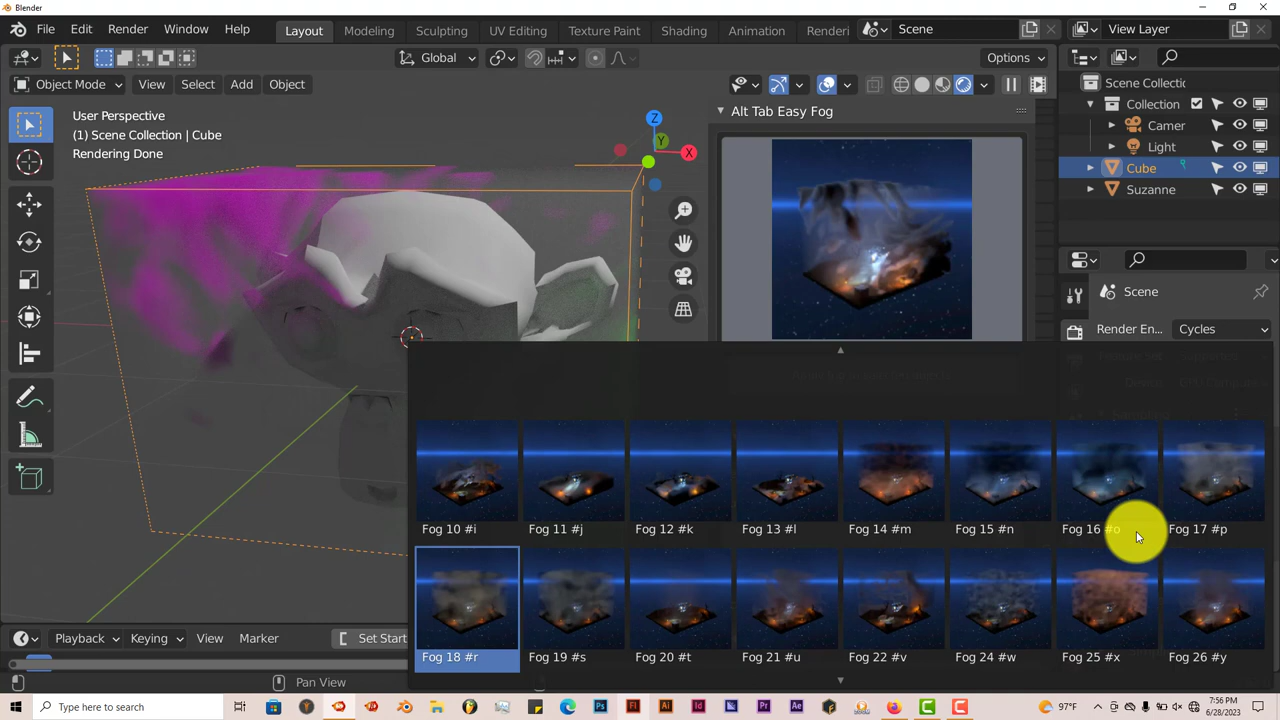 Blender
File Edit Render Window Help
Layout Modeling Sculpting UV Editing Texture Paint Shading Animation Renderi
Scene
View Layer
Global
Options
Object Mode View Select Add Object
User Perspective
(1) Scene Collection | Cube
Rendering Done
Z
Y
X
Alt Tab Easy Fog
Scene Collectic
Collection
Camer
Light
Cube
Suzanne
Scene
Render En...
Cycles
Fog 10 #i
Fog 11 #j
Fog 12 #k
Fog 13 #l
Fog 14 #m
Fog 15 #n
Fog 16 #o
Fog 17 #p
Fog 18 #r
Fog 19 #s
Fog 20 #t
Fog 21 #u
Fog 22 #v
Fog 24 #w
Fog 25 #x
Fog 26 #y
Playback Keying View Marker
Set Start
Pan View
Type here to search
97°F
7:56 PM
6/28/2023